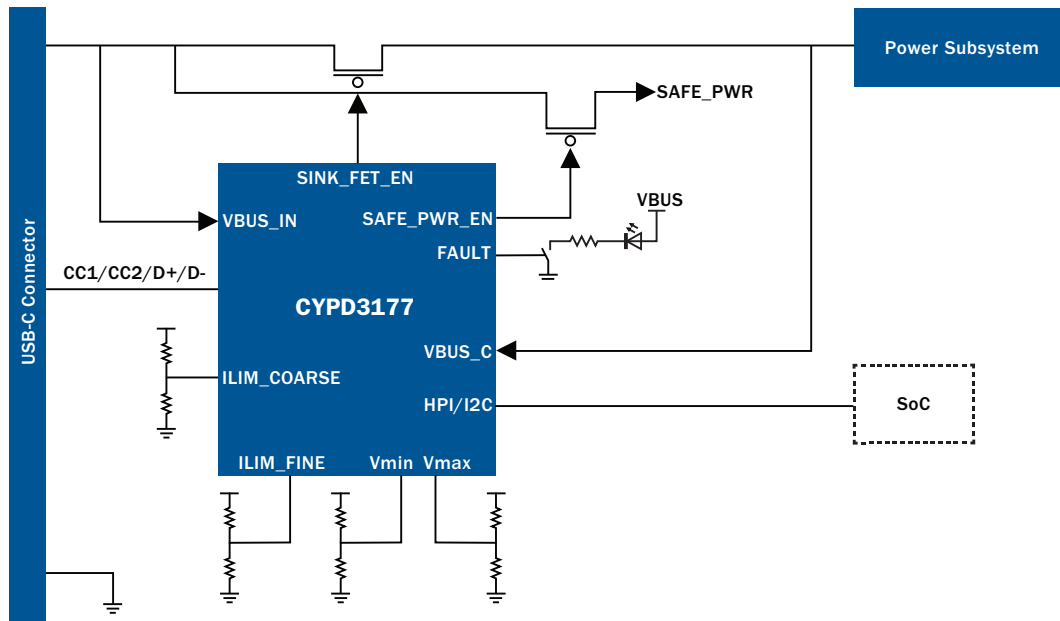 Power Subsystem
SAFE_PWR
SINK_FET_EN
VBUS
VBUS_IN
SAFE_PWR_EN
FAULT
USB-C Connector
CC1/CC2/D+/D-
CYPD3177
VBUS_C
ILIM_COARSE
HPI/I2C
SoC
ILIM_FINE
Vmin
Vmax